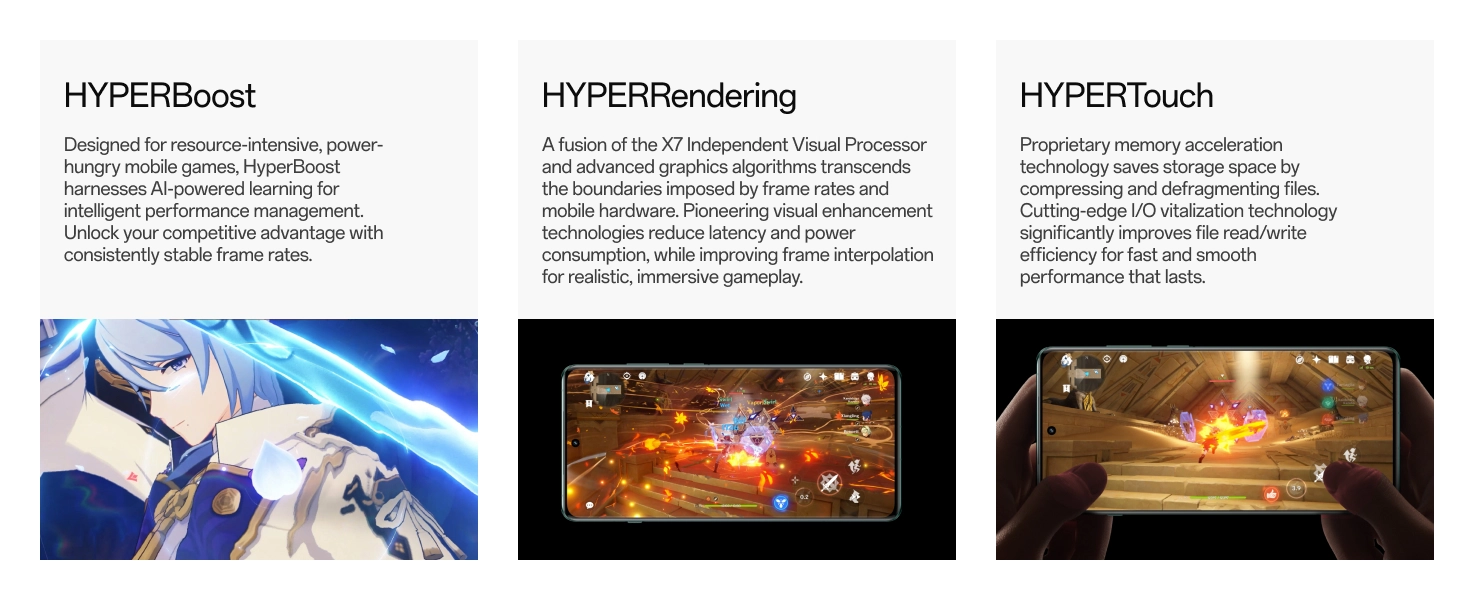 HYPERBoost
Designed for resource-intensive, power-
hungry mobile games, HyperBoost
harnesses AI-powered learning for
intelligent performance management.
Unlock your competitive advantage with
consistently stable frame rates.
HYPERRendering
A fusion of the X7 Independent Visual Processor
and advanced graphics algorithms transcends
the boundaries imposed by frame rates and
mobile hardware. Pioneering visual enhancement
technologies reduce latency and power
consumption, while improving frame interpolation
for realistic, immersive gameplay.
0.2
HYPERTouch
Proprietary memory acceleration
technology saves storage space by
compressing and defragmenting files.
Cutting-edge I/O vitalization technology
significantly improves file read/write
efficiency for fast and smooth
performance that lasts.
3.9